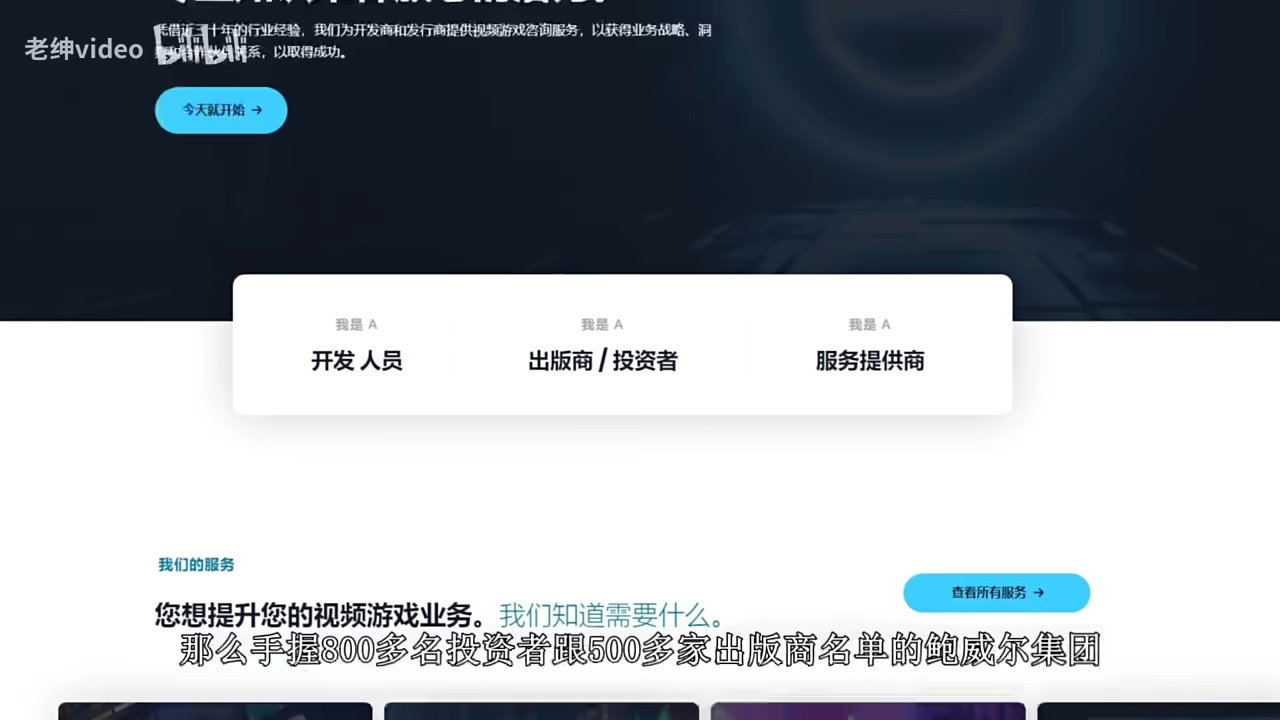 凭借近三十年的行业经验，我们为开发商和发行商提供视频游戏咨询服务，以获得业务战略、洞
和合作伙伴关系，以取得成功。
老绅video bilibili
今天就开始 →
我是 A
开发 人员
我是 A
出版商 / 投资者
我是 A
服务提供商
我们的服务
您想提升您的视频游戏业务。我们知道需要什么。
查看所有服务 →
那么手握800多名投资者跟500多家出版商名单的鲍威尔集团